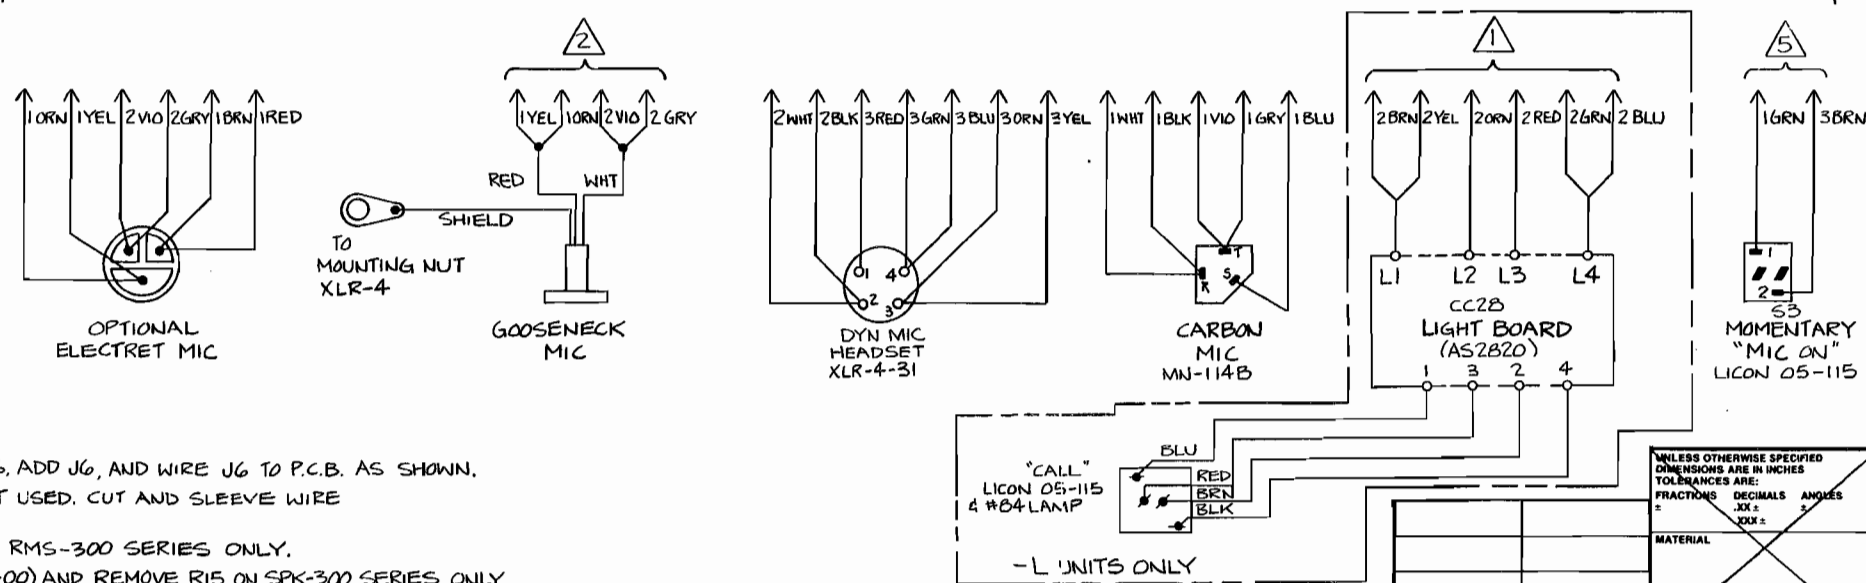 2
1
5
1ORN 1YEL 2VIO 2GRY 1BRN 1RED
1YEL 1ORN 2VIO 2GRY
2WHT 2BLK 3RED 3GRN 3BLU 3ORN 3YEL
1WHT 1BLK 1VIO 1GRY 1BLU
2BRN 2YEL 2ORN 2RED 2GRN 2BLU
1GRN 3BRN
RED WHT
SHIELD
TO
MOUNTING NUT
XLR-4
OPTIONAL
ELECTRET MIC
GOOSENECK
MIC
1 4
2 3
DYN MIC
HEADSET
XLR-4-31
T
R S
CARBON
MIC
MN-114B
L1 L2 L3 L4
CC28
LIGHT BOARD
(AS2820)
1 3 2 4
1
2
S3
MOMENTARY
"MIC ON"
LICON 05-115
"CALL"
LICON 05-115
& #84 LAMP
BLU
RED
BRN
BLK
-L UNITS ONLY
, ADD J6, AND WIRE J6 TO P.C.B. AS SHOWN.
USED. CUT AND SLEEVE WIRE
RMS-300 SERIES ONLY.
AND REMOVE R15 ON SPK-300 SERIES ONLY
UNLESS OTHERWISE SPECIFIED
DIMENSIONS ARE IN INCHES
TOLERANCES ARE:
FRACTIONS DECIMALS ANGLES
± .XX ± ±
.XXX ±
MATERIAL